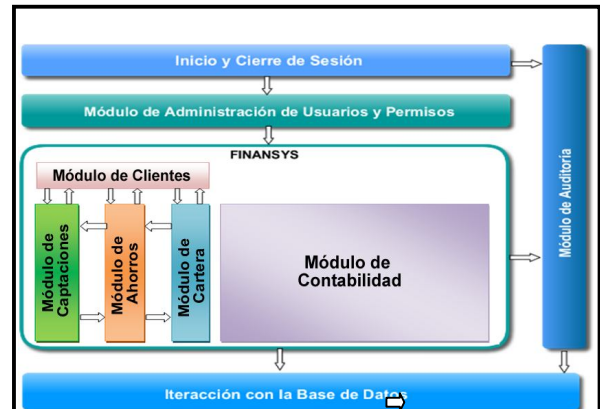 Inicio y Cierre de Sesión
Módulo de Administración de Usuarios y Permisos
FINANSYS
Módulo de Clientes
Módulo de
Captaciones
Módulo de
Ahorros
Módulo de
Cartera
Módulo de
Contabilidad
Módulo de Auditoria
Iteracción con la Base de Datos